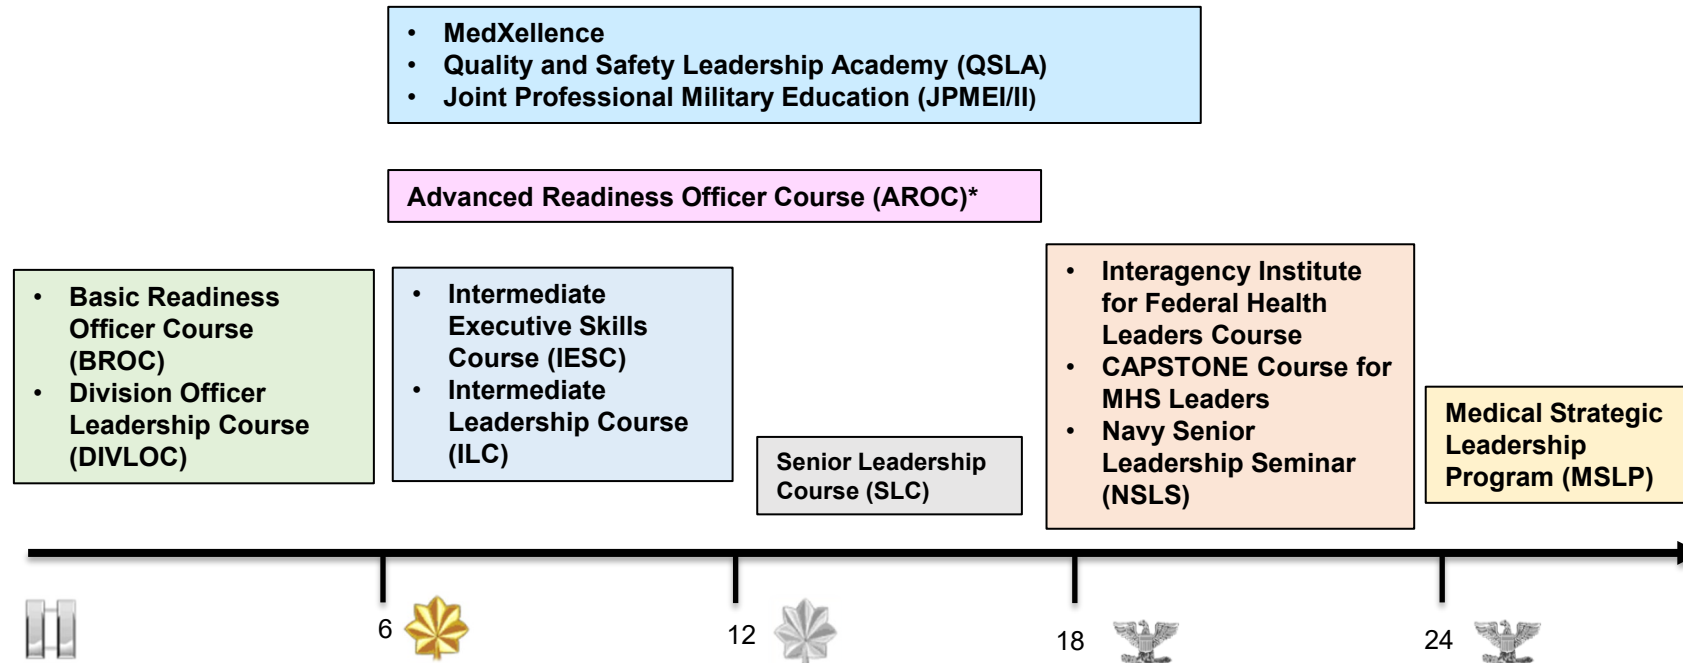 • MedXellence
• Quality and Safety Leadership Academy (QSLA)
• Joint Professional Military Education (JPMEI/II)
Advanced Readiness Officer Course (AROC)*
• Basic Readiness
Officer Course
(BROC)
• Division Officer
Leadership Course
(DIVLOC)
• Intermediate
Executive Skills
Course (IESC)
• Intermediate
Leadership Course
(ILC)
Senior Leadership
Course (SLC)
• Interagency Institute
for Federal Health
Leaders Course
• CAPSTONE Course for
MHS Leaders
• Navy Senior
Leadership Seminar
(NSLS)
Medical Strategic
Leadership
Program (MSLP)
6
12
18
24